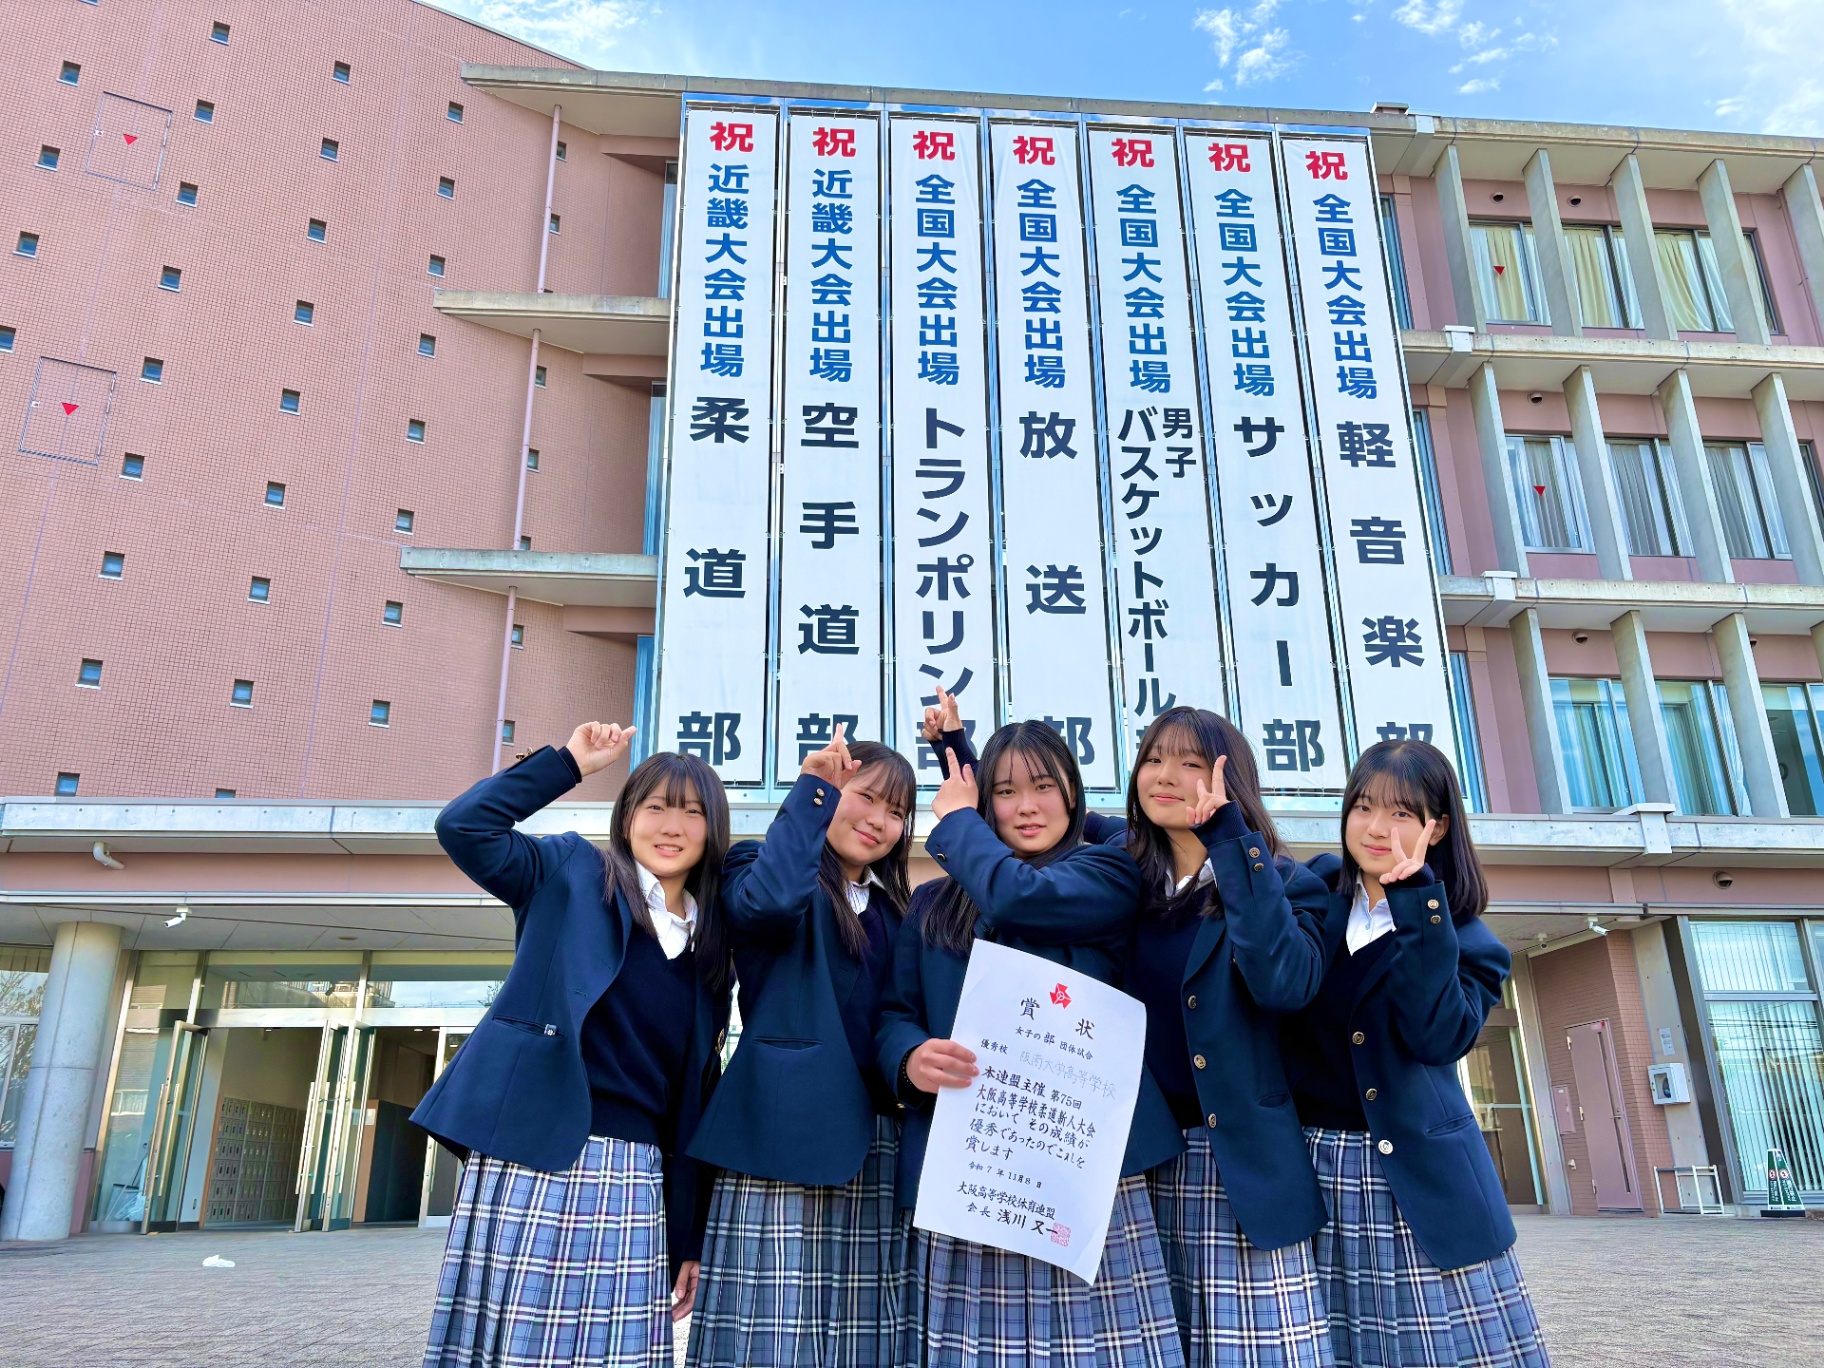 祝 近畿大会出場 柔道部
祝 近畿大会出場 空手道部
祝 全国大会出場 トランポリン部
祝 全国大会出場 放送部
祝 全国大会出場 男子バスケットボール部
祝 全国大会出場 サッカー部
祝 全国大会出場 軽音楽部
賞状
女子の部 団体試合
優秀校 阪南大学高等学校
本連盟主催 第75回
大阪高等学校柔道新人大会
において その成績が
優秀であったのでこれを
賞します
令和 7 年 11月 8 日
大阪高等学校体育連盟
会長 浅川 又一